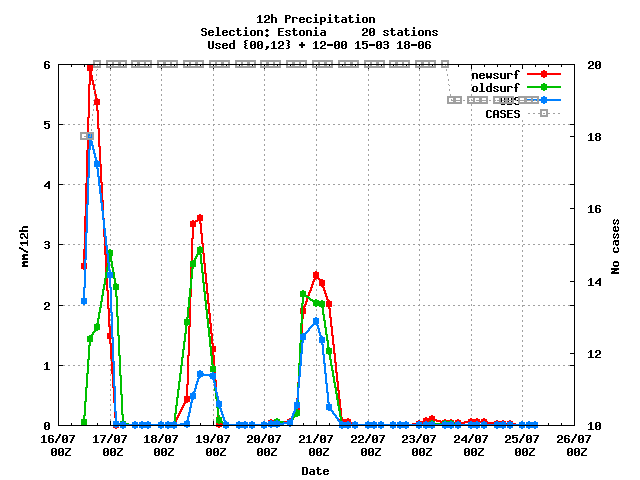 12h Precipitation
Selection: Estonia     20 stations
Used {00,12} + 12-00 15-03 18-06
newsurf
oldsurf
CASES
6
5
4
3
2
1
0
20
18
16
14
12
10
mm/12h
No cases
16/07 17/07 18/07 19/07 20/07 21/07 22/07 23/07 24/07 25/07 26/07
00Z 00Z 00Z 00Z 00Z 00Z 00Z 00Z 00Z 00Z 00Z
Date